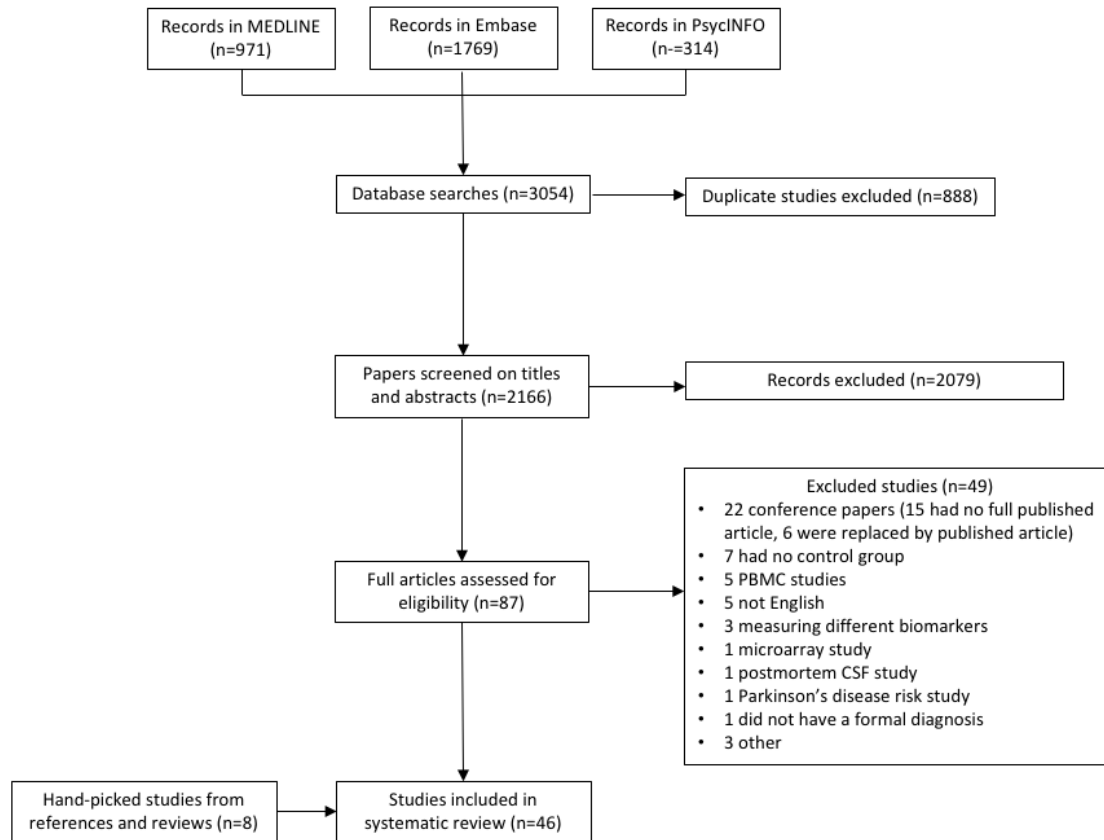 Records in MEDLINE
(n=971)
Records in Embase
(n=1769)
Records in PsycINFO
(n-=314)
Database searches (n=3054)
Duplicate studies excluded (n=888)
Papers screened on titles
and abstracts (n=2166)
Records excluded (n=2079)
Excluded studies (n=49)
• 22 conference papers (15 had no full published
article, 6 were replaced by published article)
• 7 had no control group
• 5 PBMC studies
• 5 not English
• 3 measuring different biomarkers
• 1 microarray study
• 1 postmortem CSF study
• 1 Parkinson's disease risk study
• 1 did not have a formal diagnosis
• 3 other
Full articles assessed for
eligibility (n=87)
Hand-picked studies from
references and reviews (n=8)
Studies included in
systematic review (n=46)